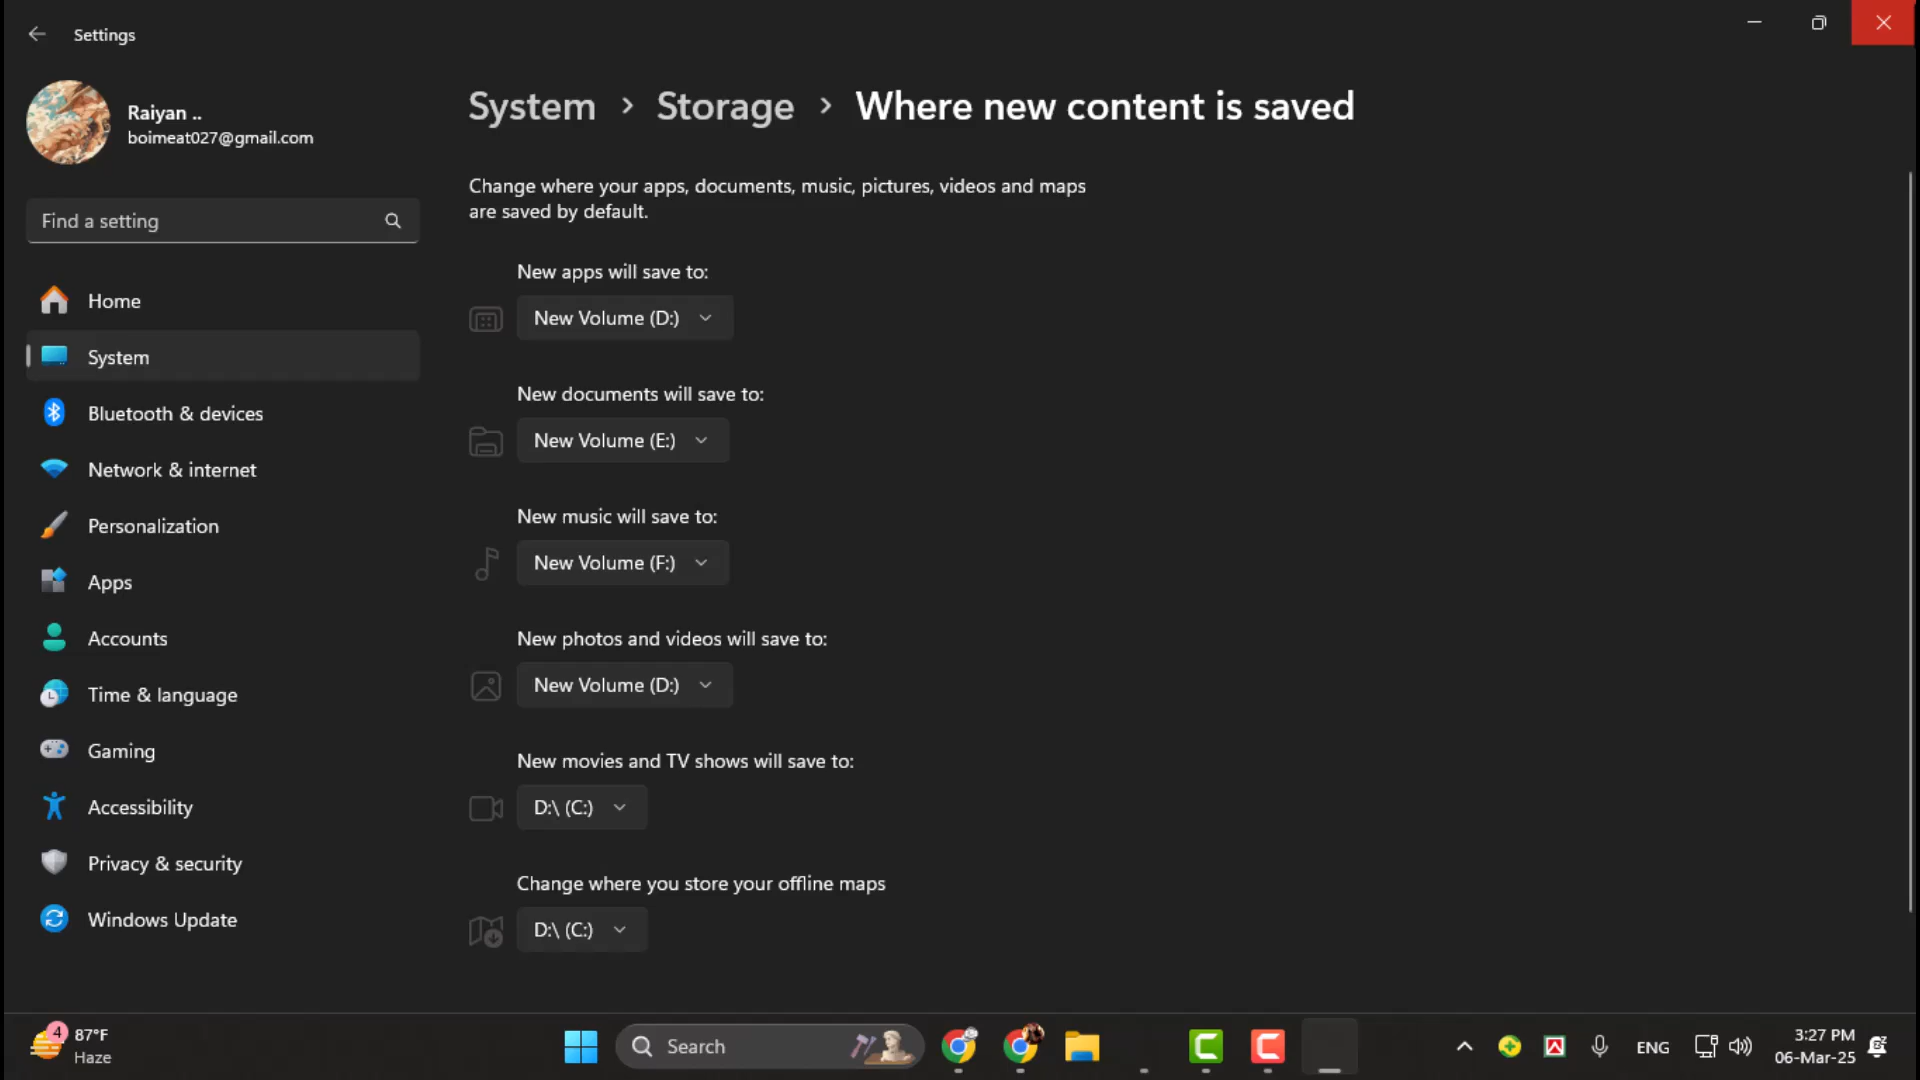 Settings
Raiyan ..
boimeat027@gmail.com
Find a setting
Home
System
Bluetooth & devices
Network & internet
Personalization
Apps
Accounts
Time & language
Gaming
Accessibility
Privacy & security
Windows Update
System > Storage > Where new content is saved
Change where your apps, documents, music, pictures, videos and maps
are saved by default.
New apps will save to:
New Volume (D:)
New documents will save to:
New Volume (E:)
New music will save to:
New Volume (F:)
New photos and videos will save to:
New Volume (D:)
New movies and TV shows will save to:
D:\ (C:)
Change where you store your offline maps
D:\ (C:)
4
87°F
Haze
Search
ENG
3:27 PM
06-Mar-25